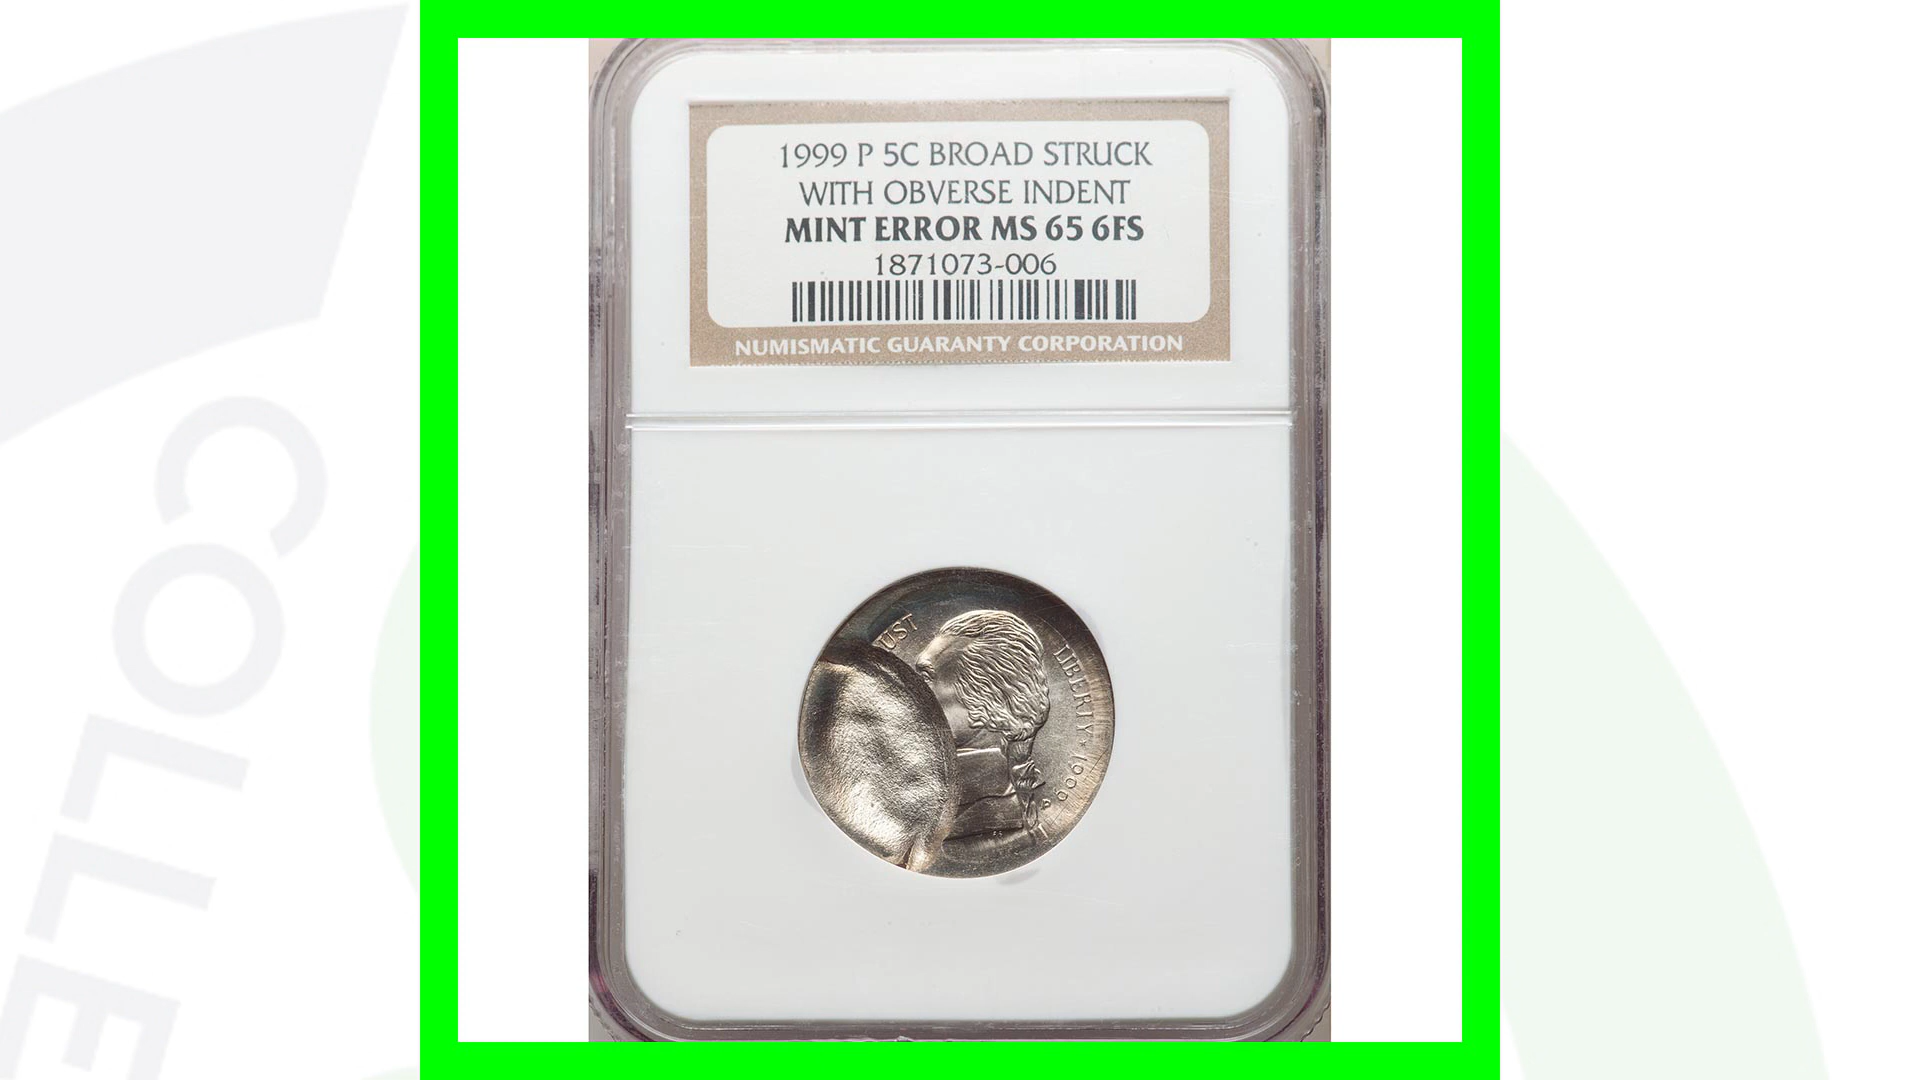 1999 P 5C BROAD STRUCK
WITH OBVERSE INDENT
MINT ERROR MS 65 6FS
1871073-006
NUMISMATIC GUARANTY CORPORATION
UST
LIBERTY ★ 1999
P
COLLE